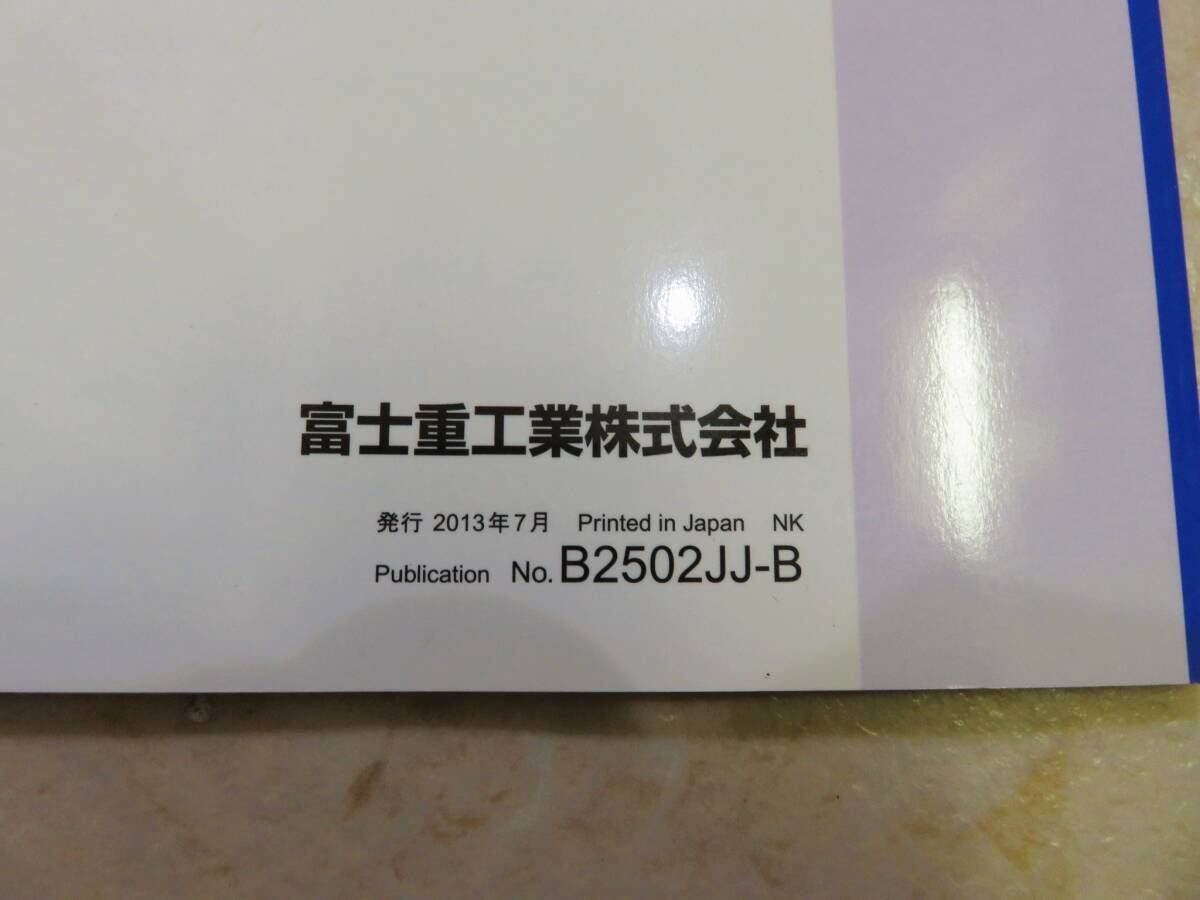 富士重工業株式会社
発行 2013年7月 Printed in Japan NK
Publication No. B2502JJ-B